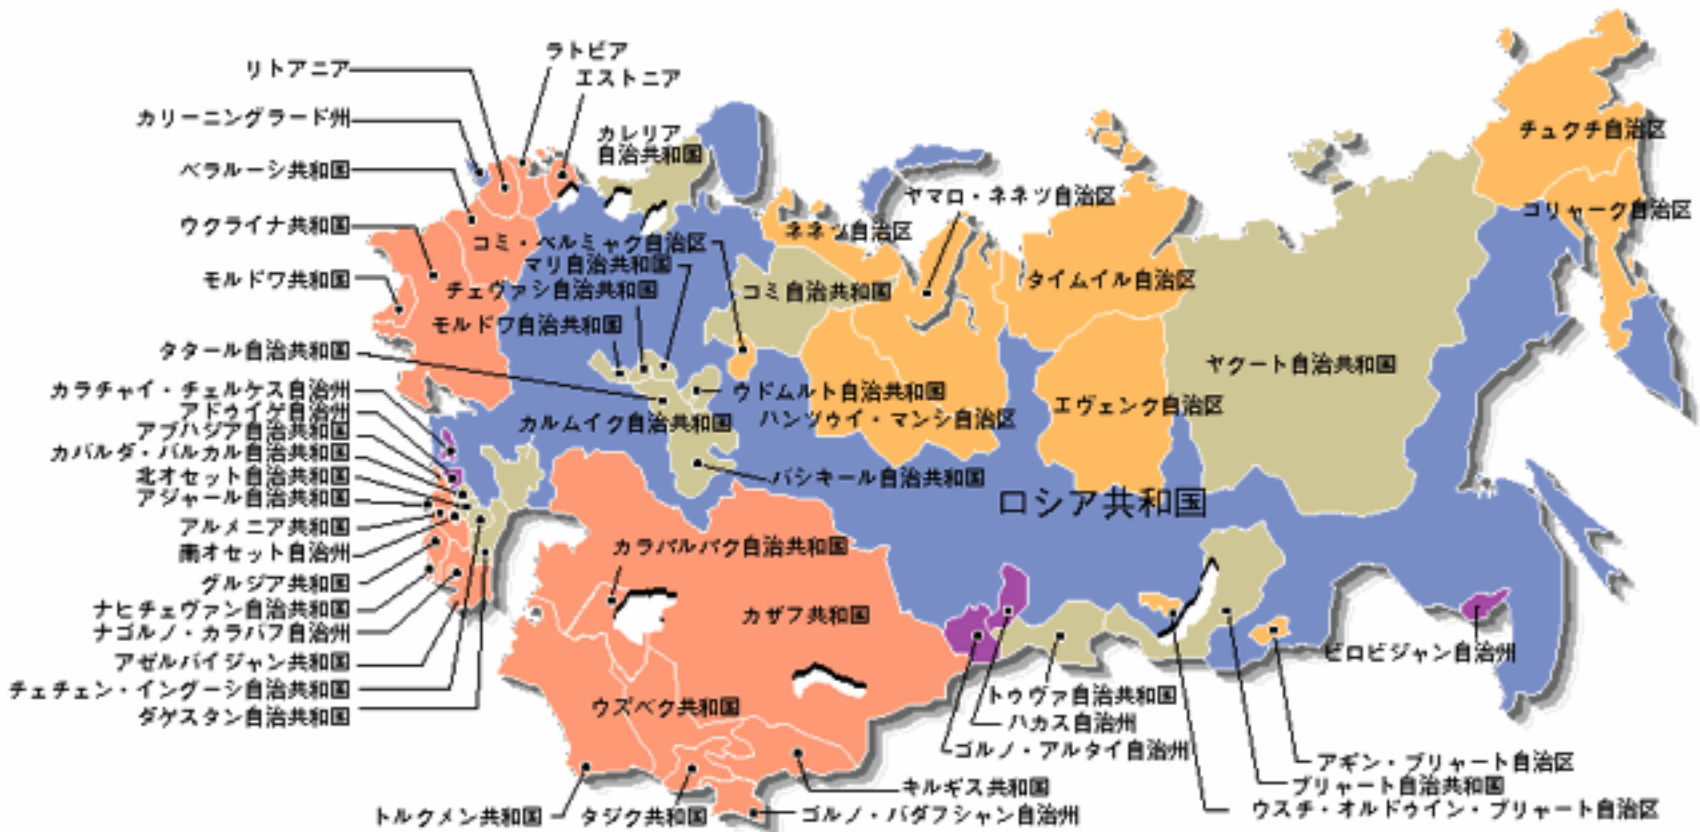 ラトビア
リトアニア
エストニア
カリーニングラード州
カレリア
自治共和国
チュクチ自治区
ベラルーシ共和国
ヤマロ・ネネツ自治区
コリャーク自治区
ウクライナ共和国
ネネツ自治区
コミ・ペルミャク自治区
マリ自治共和国
モルドワ共和国
タイムイル自治区
チェヴァシ自治共和国
コミ自治共和国
モルドワ自治共和国
タタール自治共和国
ヤクート自治共和国
カラチャイ・チェルケス自治州
ウドムルト自治共和国
アドゥイゲ自治州
エヴェンク自治区
ハンツゥイ・マンシ自治区
カルムイク自治共和国
アブハジア自治共和国
カバルダ・バルカル自治共和国
北オセット自治共和国
バシキール自治共和国
アジャール自治共和国
ロシア共和国
アルメニア共和国
南オセット自治州
カラパルパク自治共和国
グルジア共和国
ナヒチェヴァン自治共和国
カザフ共和国
ナゴルノ・カラバフ自治州
ビロビジャン自治州
アゼルバイジャン共和国
チェチェン・イングーシ自治共和国
トゥヴァ自治共和国
ウズベク共和国
ダゲスタン自治共和国
ハカス自治州
ゴルノ・アルタイ自治州
アギン・ブリャート自治区
キルギス共和国
ブリャート自治共和国
ウスチ・オルドゥイン・ブリャート自治区
トルクメン共和国
タジク共和国
ゴルノ・バダフシャン自治州